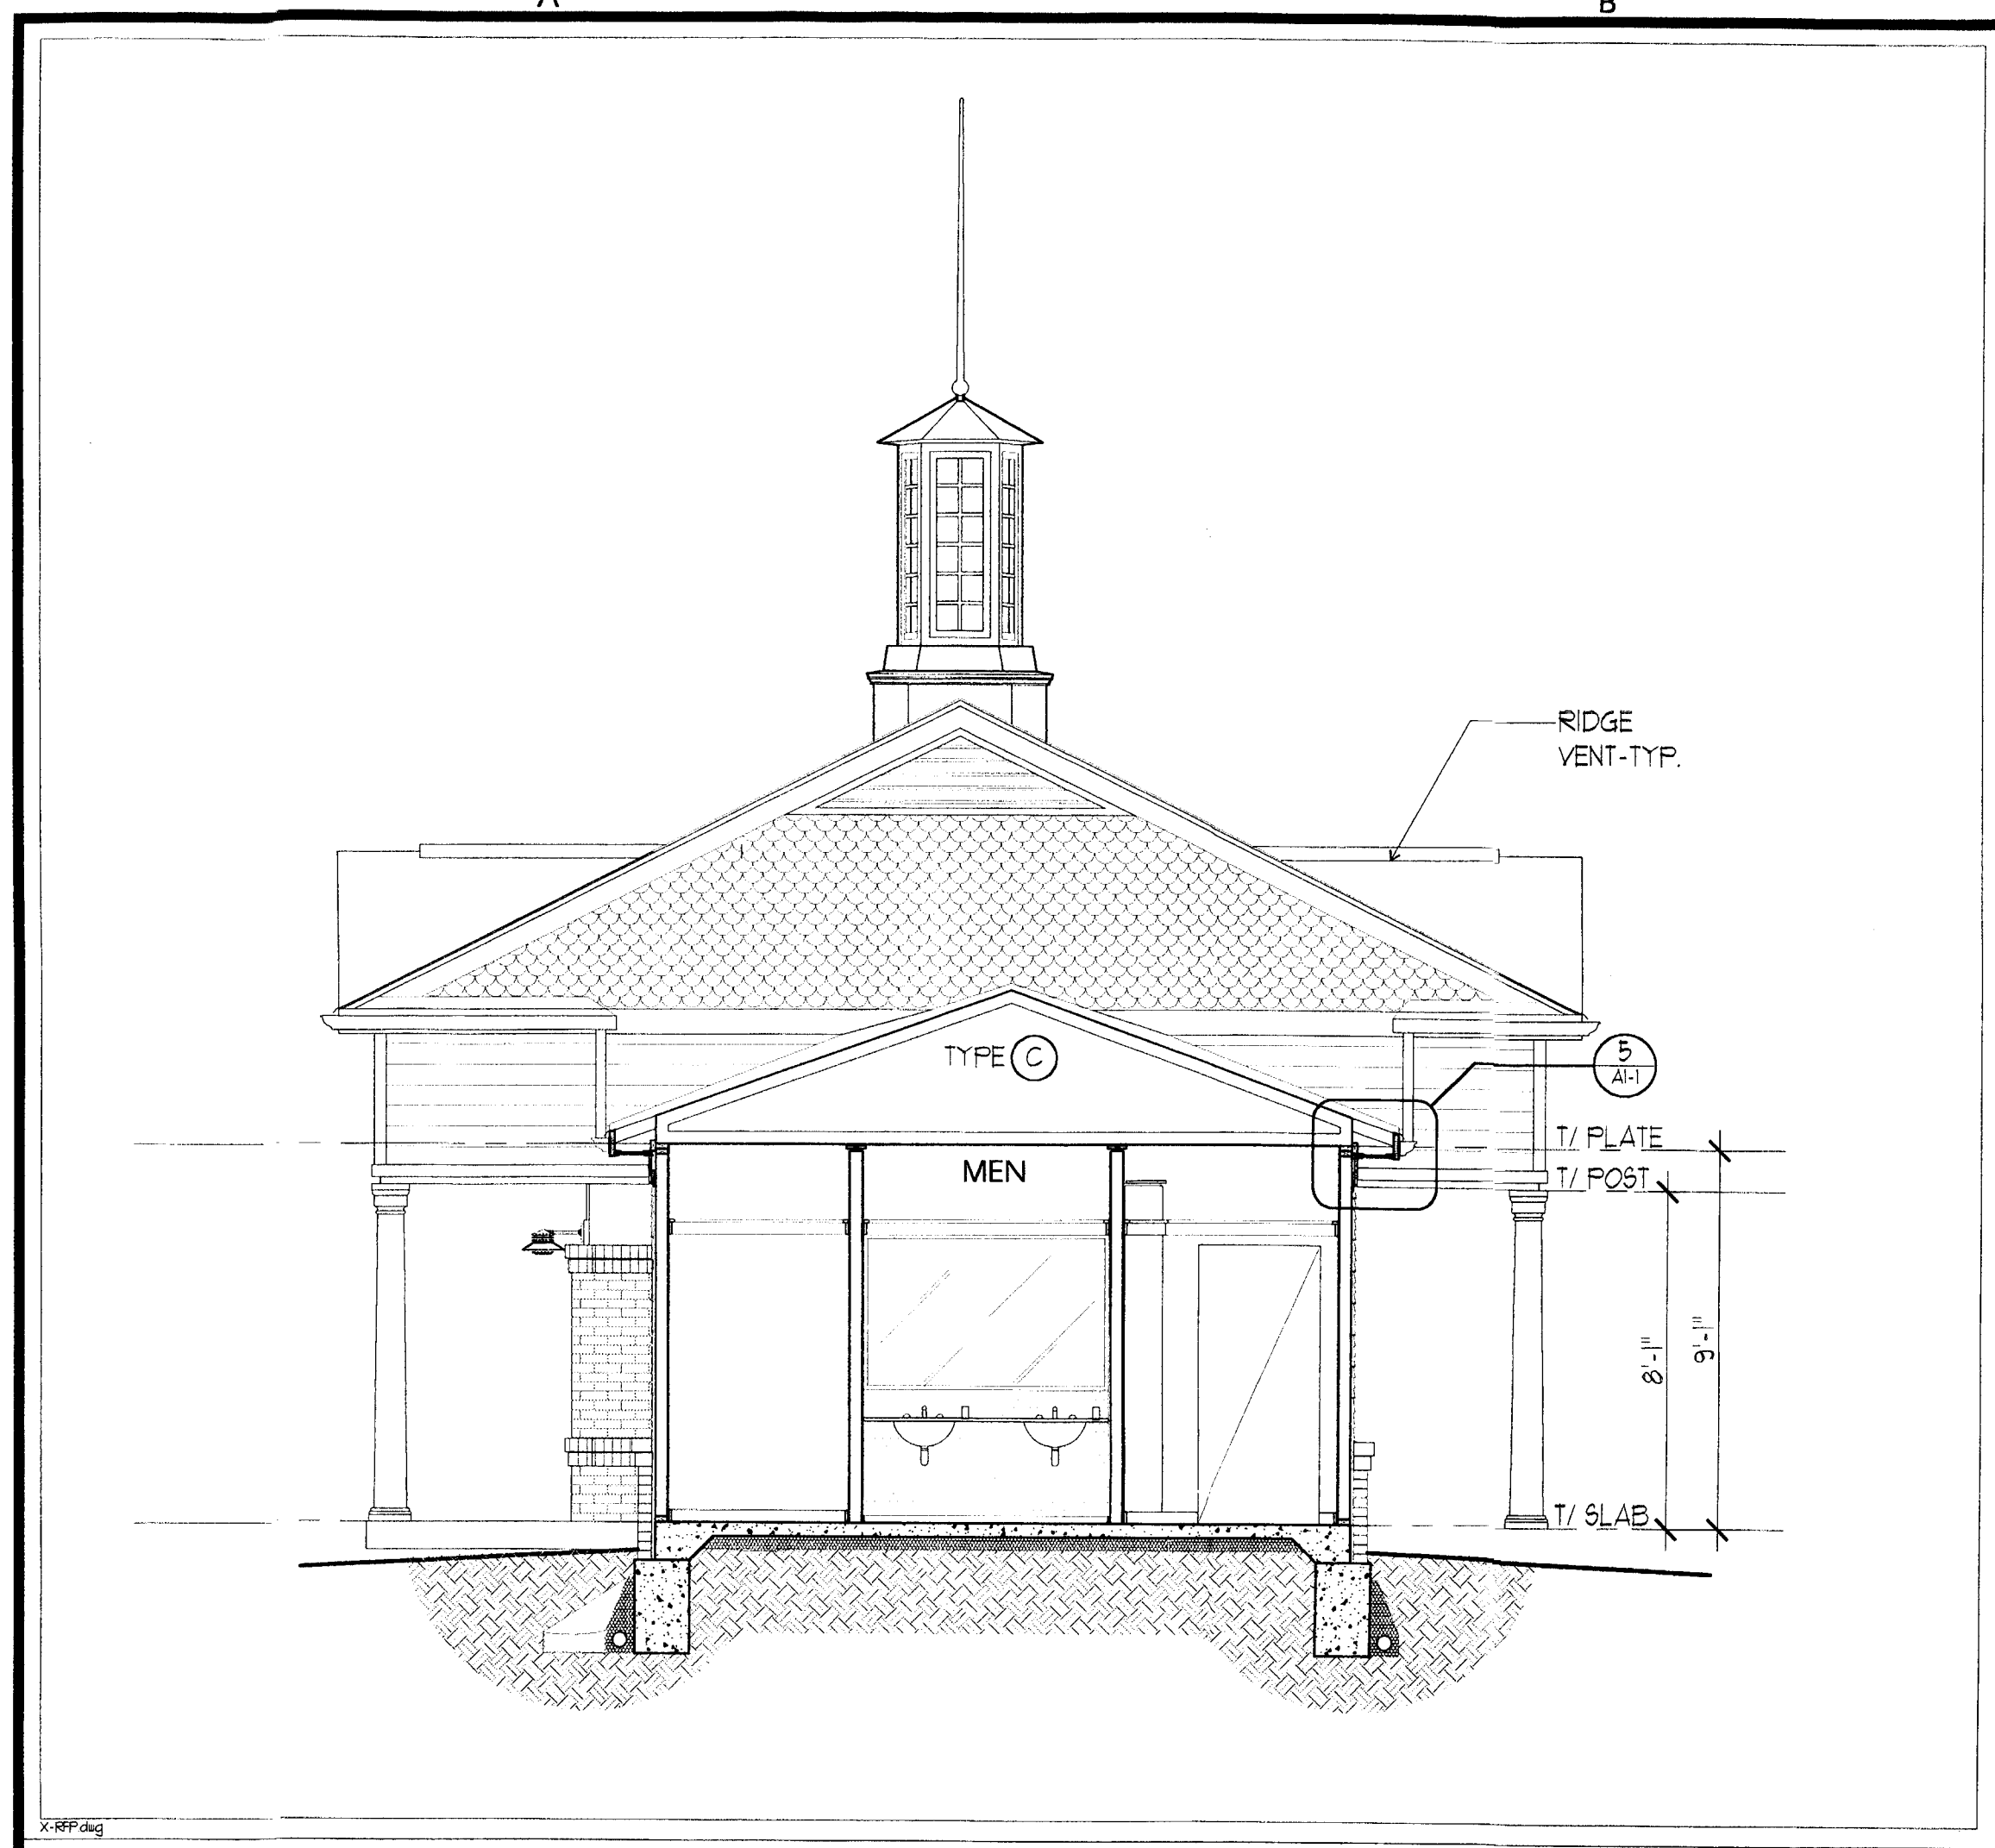 A
B
RIDGE
VENT-TYP.
TYPE C
5
A1-1
T/ PLATE
MEN
T/ POST
8'-1"
9'-1"
T/ SLAB
X-RFP.dwg